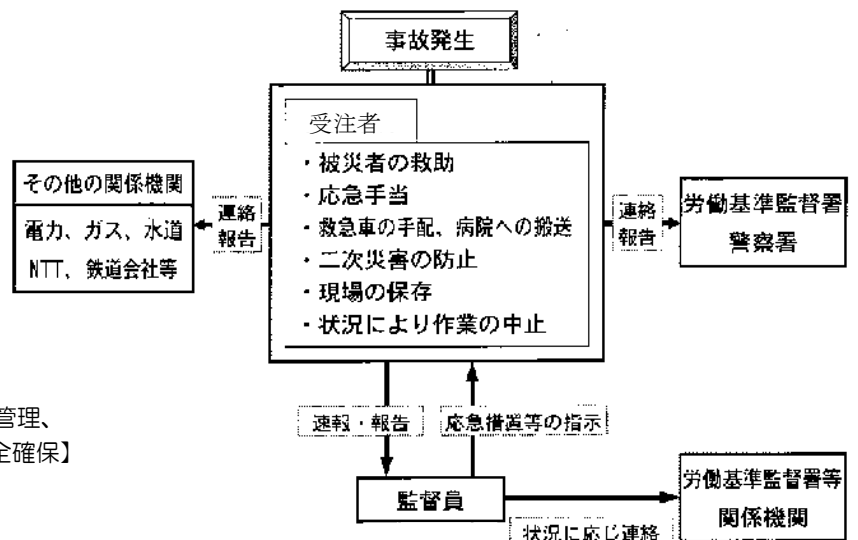 事故発生
受注者
・被災者の救助
・応急手当
・救急車の手配、病院への搬送
・二次災害の防止
・現場の保存
・状況により作業の中止
その他の関係機関
電力、ガス、水道
NTT、鉄道会社等
連絡
報告
連絡
報告
労働基準監督署
警察署
管理、
全確保】
速報・報告
応急措置等の指示
監督員
状況に応じ連絡
労働基準監督署等
関係機関